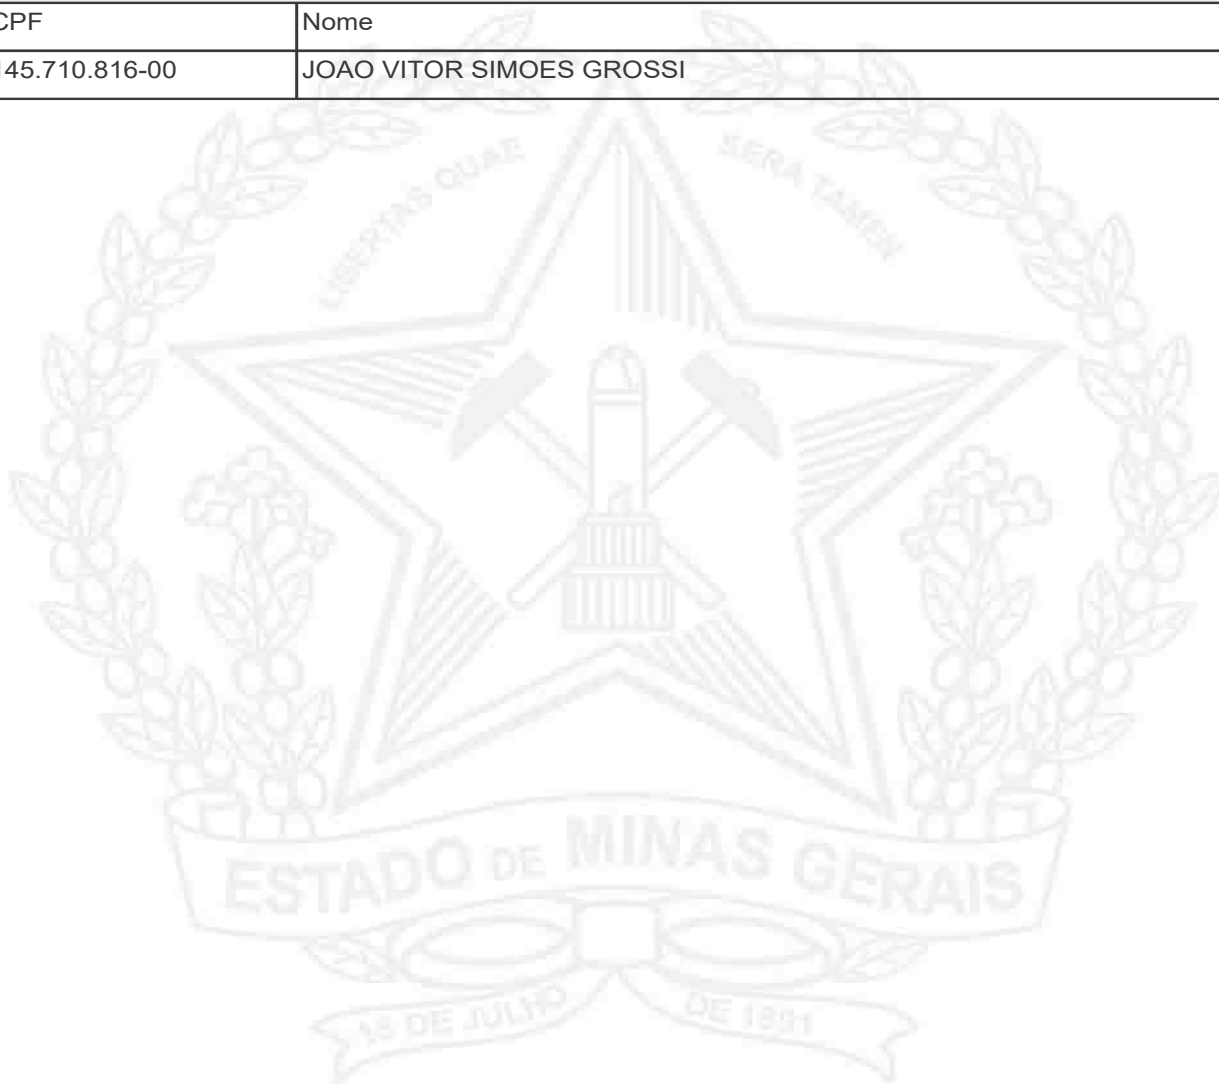 CPF Nome
145.710.816-00 JOAO VITOR SIMOES GROSSI
LIBERTAS QUAE SERA TAMEN
ESTADO DE MINAS GERAIS
15 DE JULHO DE 1891